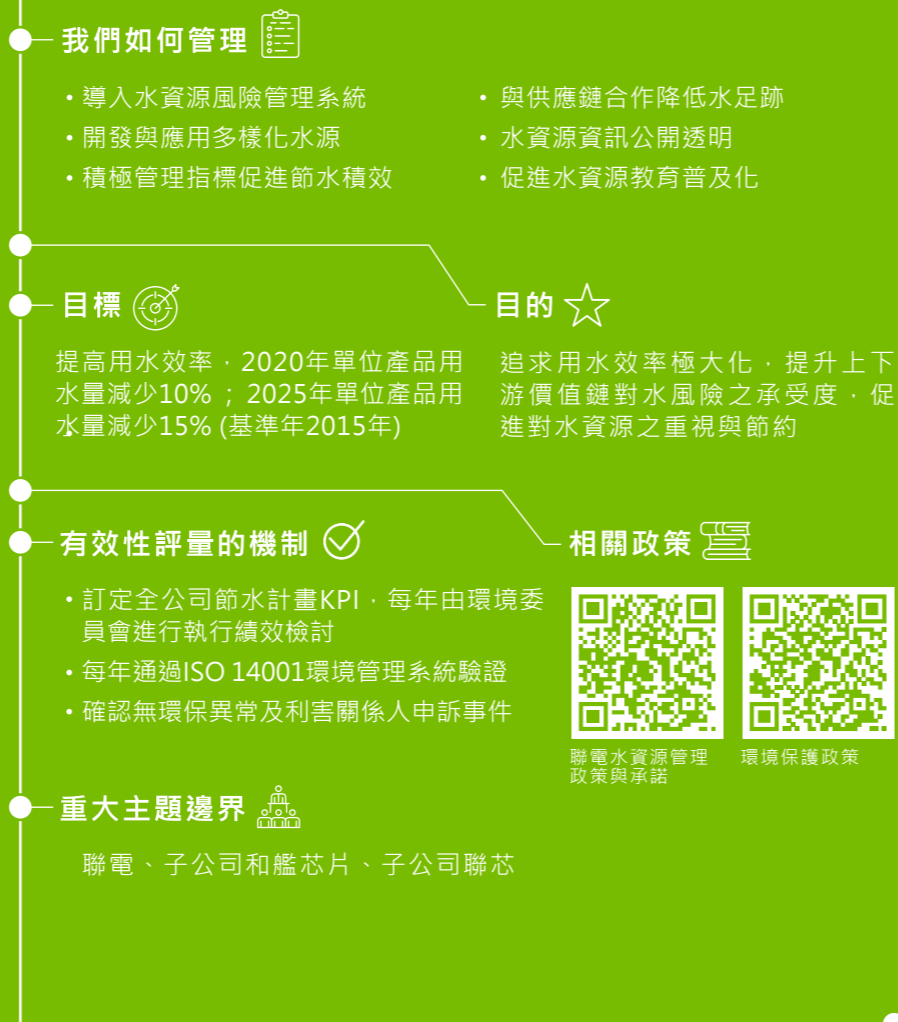 我們如何管理
•導入水資源風險管理系統
•開發與應用多樣化水源
•積極管理指標促進節水積效
• 與供應鏈合作降低水足跡
• 水資源資訊公開透明
• 促進水資源教育普及化
目標
提高用水效率，2020年單位產品用
水量減少10% ；2025年單位產品用
水量減少15% (基準年2015年)
目的
追求用水效率極大化，提升上下
游價值鏈對水風險之承受度，促
進對水資源之重視與節約
有效性評量的機制
•訂定全公司節水計畫KPI，每年由環境委
員會進行執行績效檢討
•每年通過ISO 14001環境管理系統驗證
•確認無環保異常及利害關係人申訴事件
相關政策
聯電水資源管理
政策與承諾
環境保護政策
重大主題邊界
聯電、子公司和艦芯片、子公司聯芯